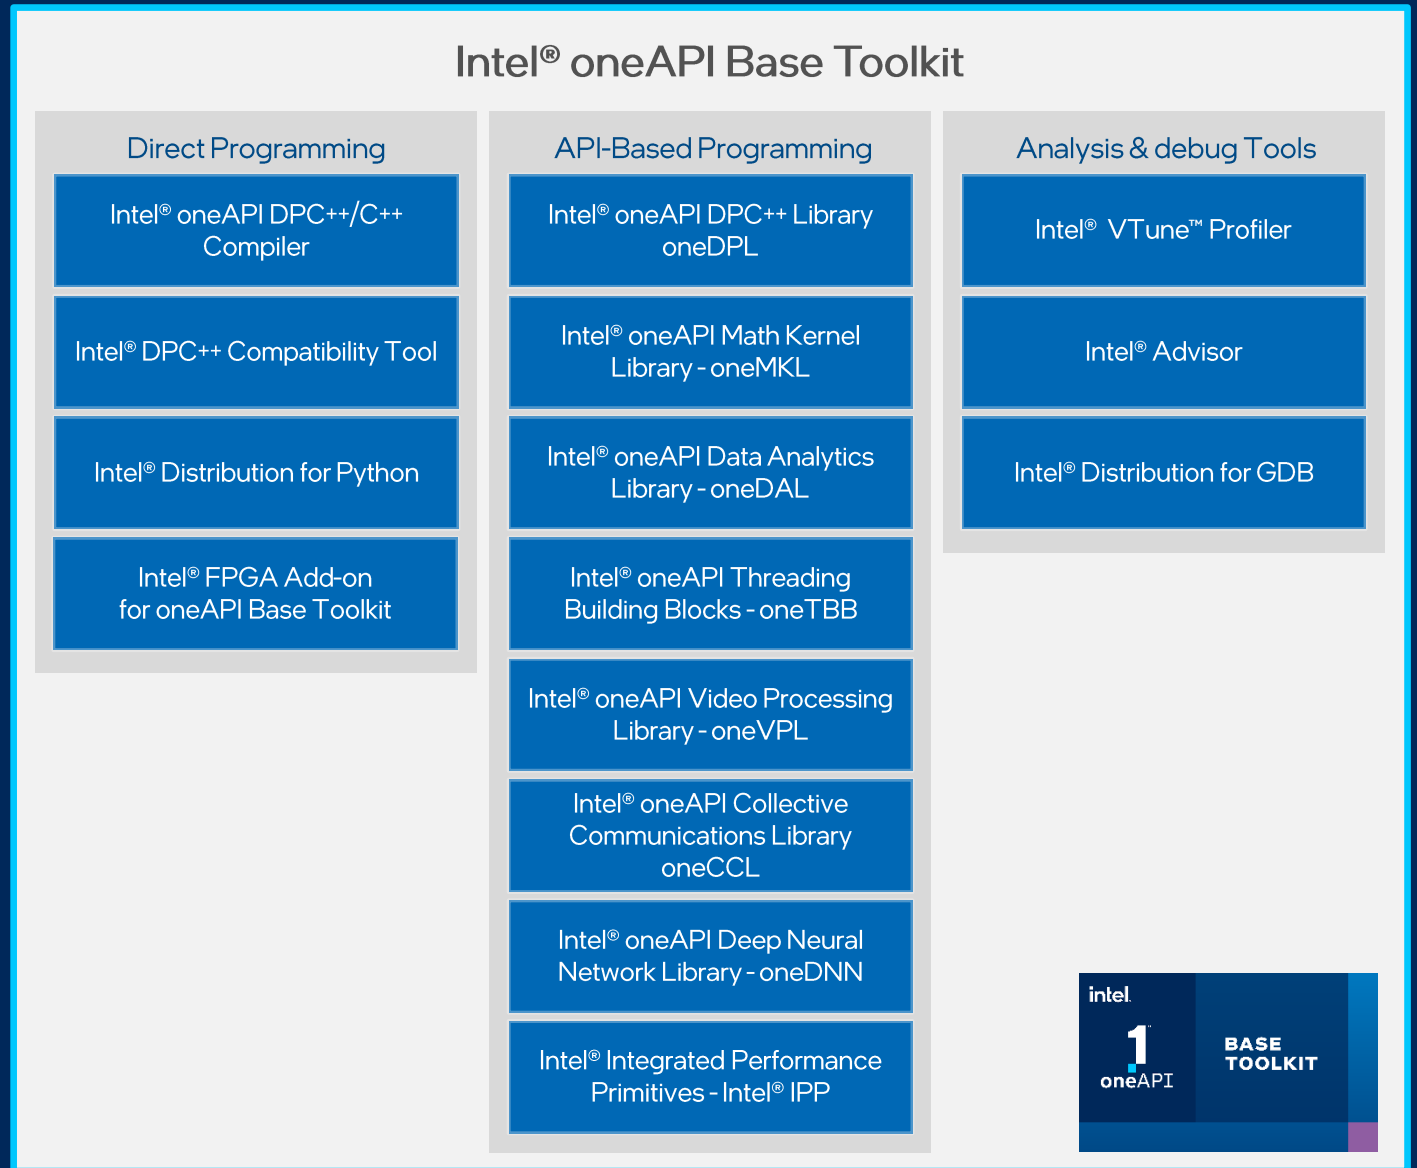 Intel® oneAPI Base Toolkit
Direct Programming
Intel® oneAPI DPC++/C++
Compiler
Intel® DPC++ Compatibility Tool
Intel® Distribution for Python
Intel® FPGA Add-on
for oneAPI Base Toolkit
API-Based Programming
Intel® oneAPI DPC++ Library
oneDPL
Intel® oneAPI Math Kernel
Library - oneMKL
Intel® oneAPI Data Analytics
Library - oneDAL
Intel® oneAPI Threading
Building Blocks - oneTBB
Intel® oneAPI Video Processing
Library - oneVPL
Intel® oneAPI Collective
Communications Library
oneCCL
Intel® oneAPI Deep Neural
Network Library - oneDNN
Intel® Integrated Performance
Primitives - Intel® IPP
Analysis & debug Tools
Intel® VTune™ Profiler
Intel® Advisor
Intel® Distribution for GDB
intel.
1™
oneAPI
BASE
TOOLKIT